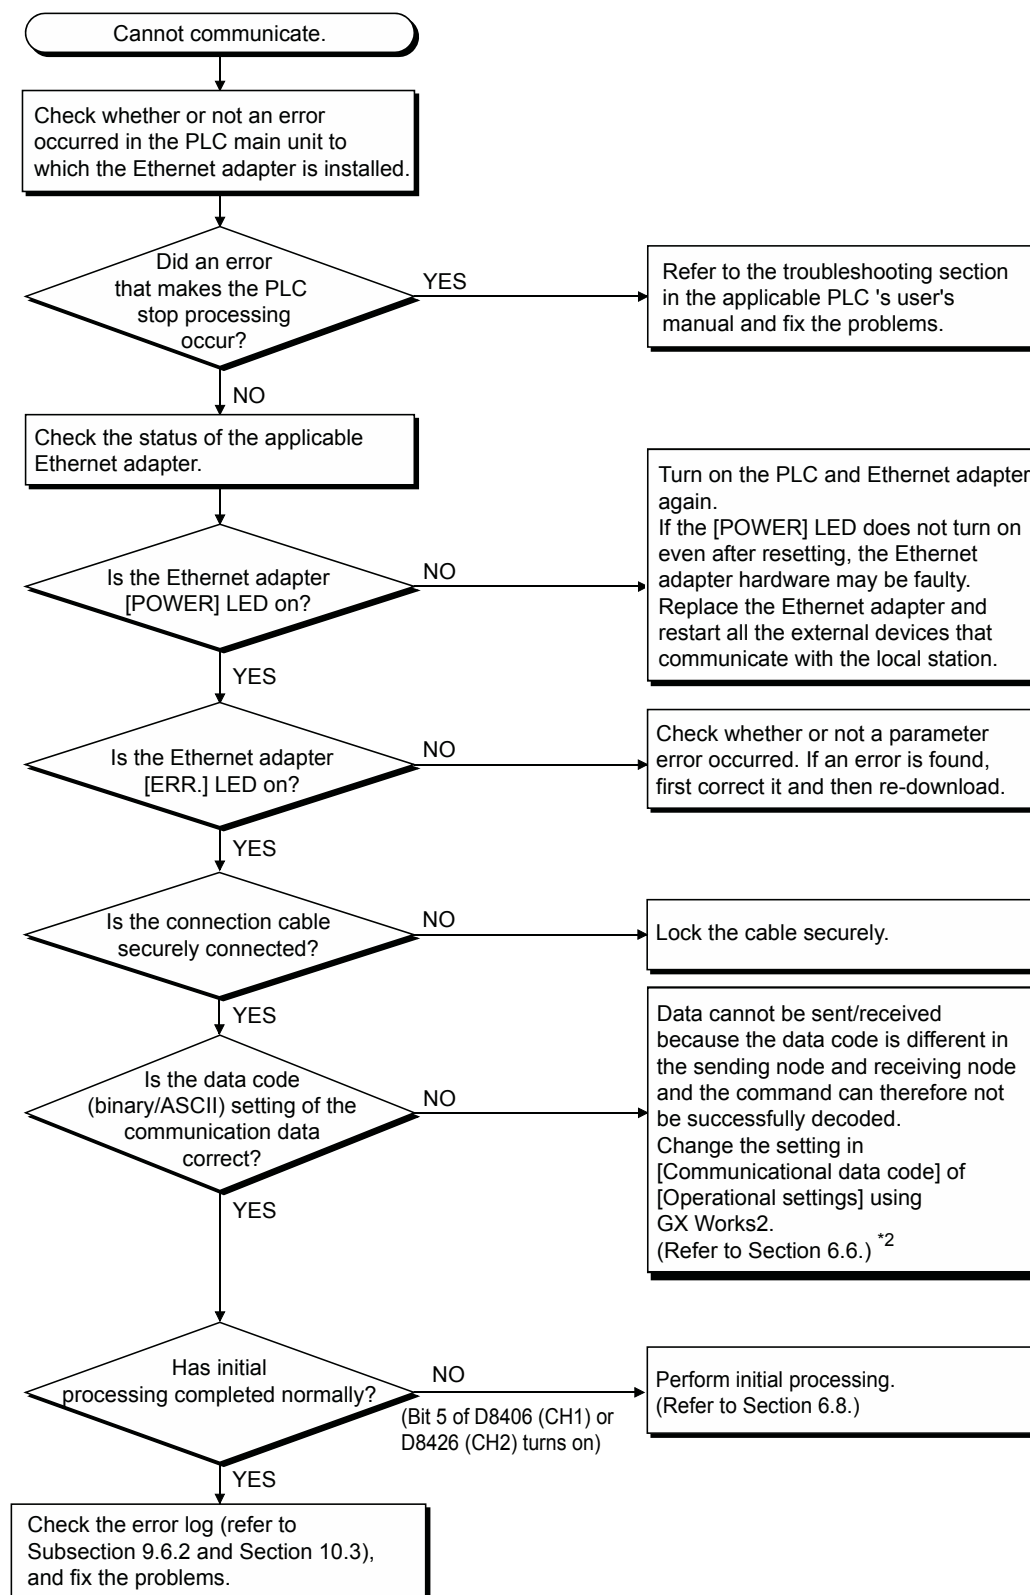 Cannot communicate.
Check whether or not an error
occurred in the PLC main unit to
which the Ethernet adapter is installed.
Did an error
that makes the PLC
stop processing
occur?
YES
Refer to the troubleshooting section
in the applicable PLC 's user's
manual and fix the problems.
NO
Check the status of the applicable
Ethernet adapter.
Is the Ethernet adapter
[POWER] LED on?
NO
Turn on the PLC and Ethernet adapter
again.
If the [POWER] LED does not turn on
even after resetting, the Ethernet
adapter hardware may be faulty.
Replace the Ethernet adapter and
restart all the external devices that
communicate with the local station.
YES
Is the Ethernet adapter
[ERR.] LED on?
NO
Check whether or not a parameter
error occurred. If an error is found,
first correct it and then re-download.
YES
Is the connection cable
securely connected?
NO
Lock the cable securely.
YES
Is the data code
(binary/ASCII) setting of the
communication data
correct?
NO
Data cannot be sent/received
because the data code is different in
the sending node and receiving node
and the command can therefore not
be successfully decoded.
Change the setting in
[Communicational data code] of
[Operational settings] using
GX Works2.
(Refer to Section 6.6.) *2
YES
Has initial
processing completed normally?
NO
(Bit 5 of D8406 (CH1) or
D8426 (CH2) turns on)
Perform initial processing.
(Refer to Section 6.8.)
YES
Check the error log (refer to
Subsection 9.6.2 and Section 10.3),
and fix the problems.